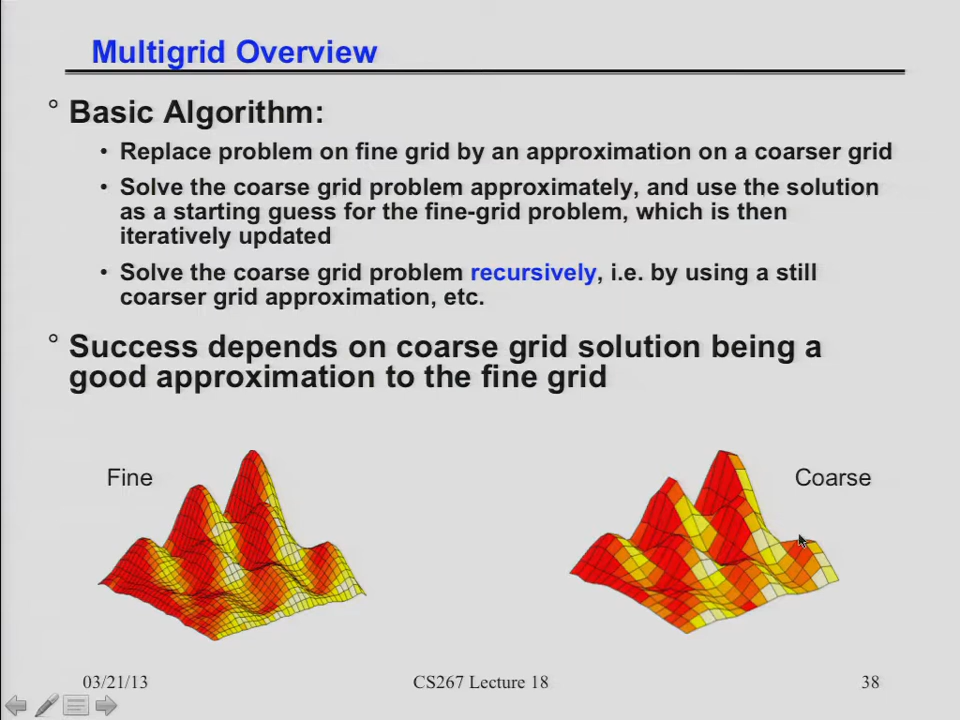 Multigrid Overview
° Basic Algorithm:
• Replace problem on fine grid by an approximation on a coarser grid
• Solve the coarse grid problem approximately, and use the solution
as a starting guess for the fine-grid problem, which is then
iteratively updated
• Solve the coarse grid problem recursively, i.e. by using a still
coarser grid approximation, etc.
° Success depends on coarse grid solution being a
good approximation to the fine grid
Fine
Coarse
03/21/13
CS267 Lecture 18
38